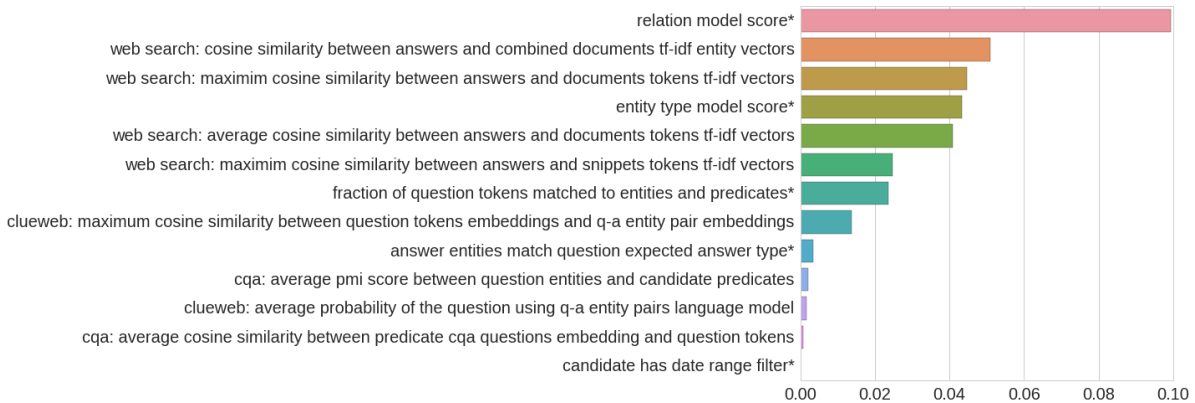 relation model score*
web search: cosine similarity between answers and combined documents tf-idf entity vectors
web search: maximim cosine similarity between answers and documents tokens tf-idf vectors
entity type model score*
web search: average cosine similarity between answers and documents tokens tf-idf vectors
web search: maximim cosine similarity between answers and snippets tokens tf-idf vectors
fraction of question tokens matched to entities and predicates*
clueweb: maximum cosine similarity between question tokens embeddings and q-a entity pair embeddings
answer entities match question expected answer type*
cqa: average pmi score between question entities and candidate predicates
clueweb: average probability of the question using q-a entity pairs language model
cqa: average cosine similarity between predicate cqa questions embedding and question tokens
candidate has date range filter*
0.00 0.02 0.04 0.06 0.08 0.10